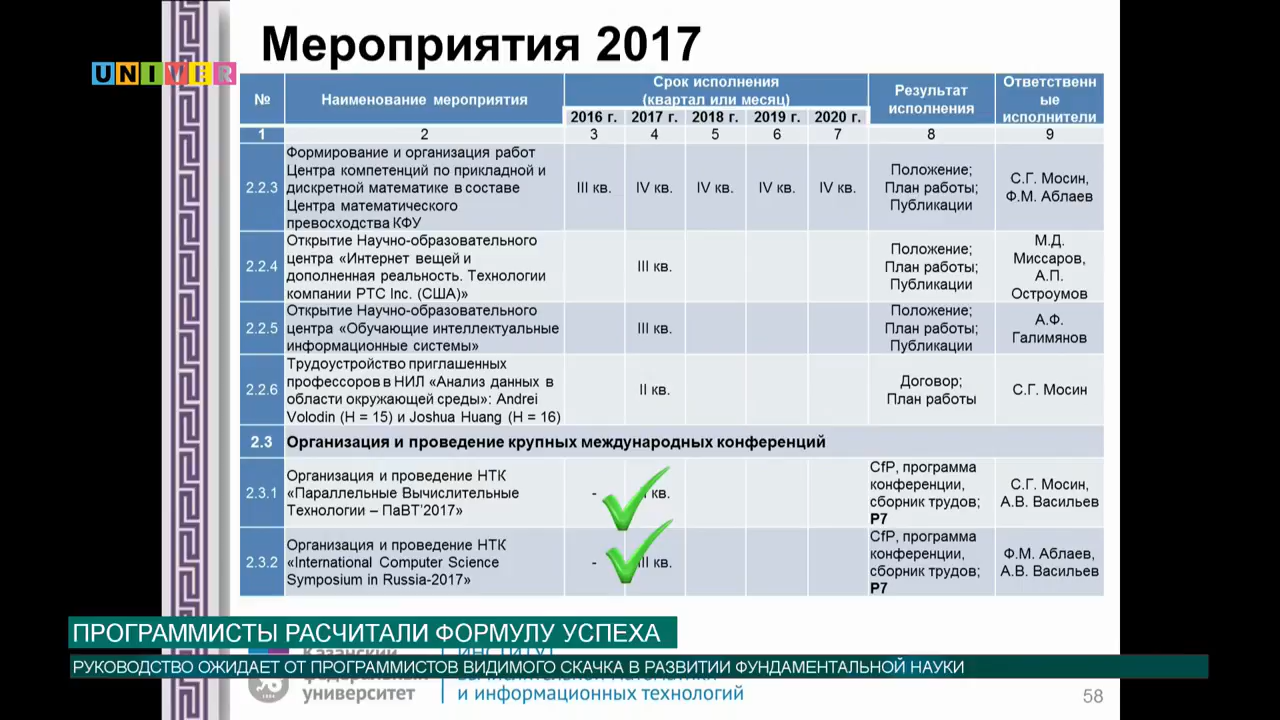 Мероприятия 2017
UNIVER
№
Наименование мероприятия
Срок исполнения
(квартал или месяц)
Результат
исполнения
Ответственн
ые
исполнители
2016 г.
2017 г.
2018 г.
2019 г.
2020 г.
1
2
3
4
5
6
7
8
9
2.2.3
Формирование и организация работ
Центра компетенций по прикладной и
дискретной математике в составе
Центра математического
превосходства КФУ
III кв.
IV кв.
IV кв.
IV кв.
IV кв.
Положение;
План работы;
Публикации
С.Г. Мосин,
Ф.М. Аблаев
2.2.4
Открытие Научно-образовательного
центра «Интернет вещей и
дополненная реальность. Технологии
компании PTC Inc. (США)»
III кв.
Положение;
План работы;
Публикации
М.Д.
Миссаров,
А.П.
Остроумов
2.2.5
Открытие Научно-образовательного
центра «Обучающие интеллектуальные
информационные системы»
III кв.
Положение;
План работы;
Публикации
А.Ф.
Галимянов
2.2.6
Трудоустройство приглашенных
профессоров в НИЛ «Анализ данных в
области окружающей среды»: Andrei
Volodin (H = 15) и Joshua Huang (H = 16)
II кв.
Договор;
План работы
С.Г. Мосин
2.3
Организация и проведение крупных международных конференций
2.3.1
Организация и проведение НТК
«Параллельные Вычислительные
Технологии – ПаВТ’2017»
-
кв.
CfP, программа
конференции,
сборник трудов;
P7
С.Г. Мосин,
А.В. Васильев
2.3.2
Организация и проведение НТК
«International Computer Science
Symposium in Russia-2017»
-
кв.
CfP, программа
конференции,
сборник трудов;
P7
Ф.М. Аблаев,
А.В. Васильев
ПРОГРАММИСТЫ РАСЧИТАЛИ ФОРМУЛУ УСПЕХА
РУКОВОДСТВО ОЖИДАЕТ ОТ ПРОГРАММИСТОВ ВИДИМОГО СКАЧКА В РАЗВИТИИ ФУНДАМЕНТАЛЬНОЙ НАУКИ
университет
и информационных технологий
58